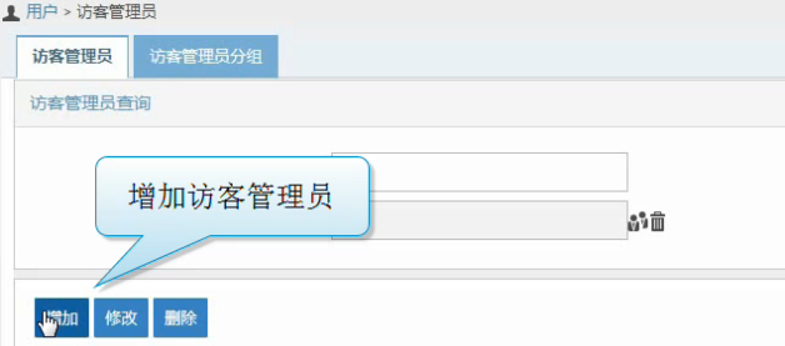 用户 > 访客管理员
访客管理员 访客管理员分组
访客管理员查询
增加访客管理员
增加 修改 删除